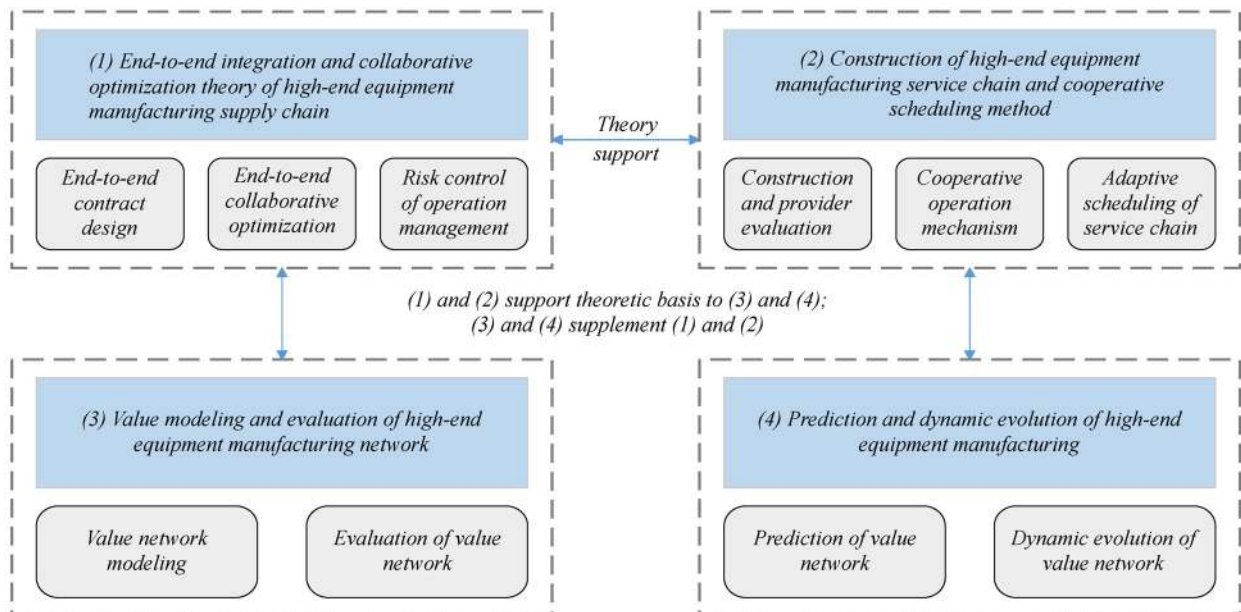 (1) End-to-end integration and collaborative
optimization theory of high-end equipment
manufacturing supply chain
End-to-end
contract
design
End-to-end
collaborative
optimization
Risk control
of operation
management
Theory
support
(2) Construction of high-end equipment
manufacturing service chain and cooperative
scheduling method
Construction
and provider
evaluation
Cooperative
operation
mechanism
Adaptive
scheduling of
service chain
(1) and (2) support theoretic basis to (3) and (4);
(3) and (4) supplement (1) and (2)
(3) Value modeling and evaluation of high-end
equipment manufacturing network
Value network
modeling
Evaluation of value
network
(4) Prediction and dynamic evolution of high-end
equipment manufacturing
Prediction of value
network
Dynamic evolution of
value network